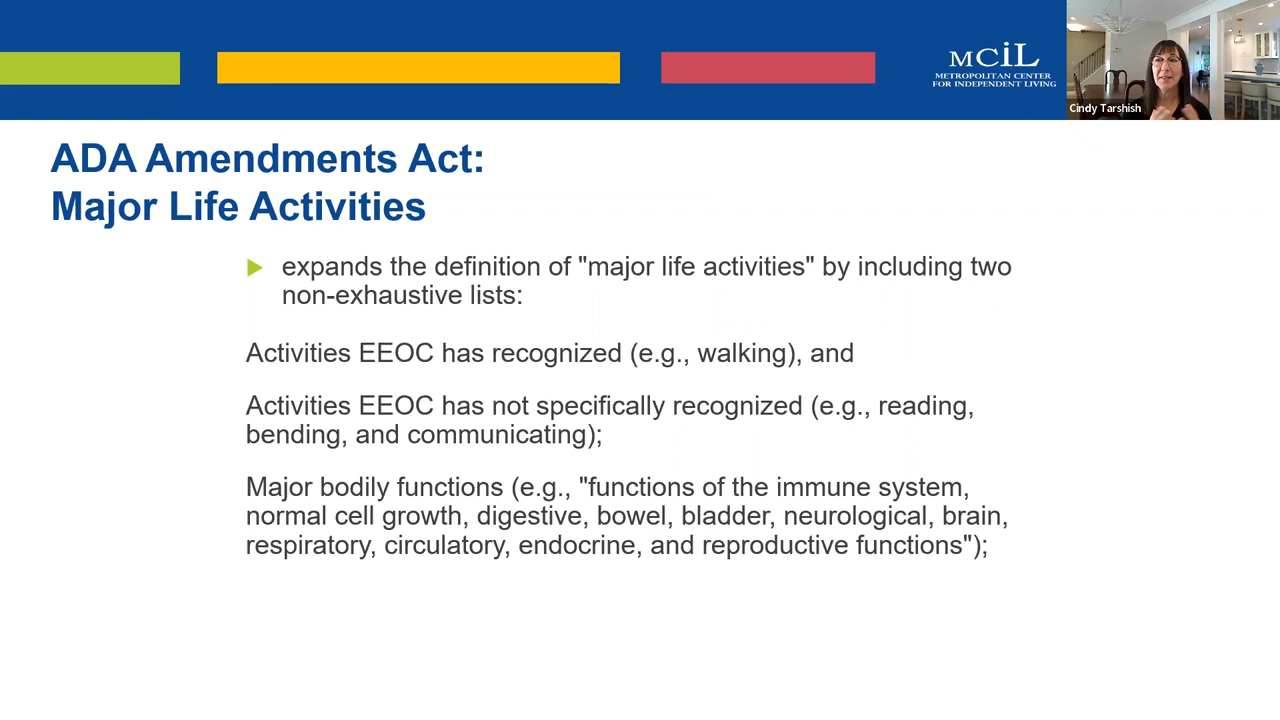 MCiL
METROPOLITAN CENTER
FOR INDEPENDENT LIVING
Cindy Tarshish
ADA Amendments Act:
Major Life Activities
expands the definition of "major life activities" by including two
non-exhaustive lists:
Activities EEOC has recognized (e.g., walking), and
Activities EEOC has not specifically recognized (e.g., reading,
bending, and communicating);
Major bodily functions (e.g., "functions of the immune system,
normal cell growth, digestive, bowel, bladder, neurological, brain,
respiratory, circulatory, endocrine, and reproductive functions");